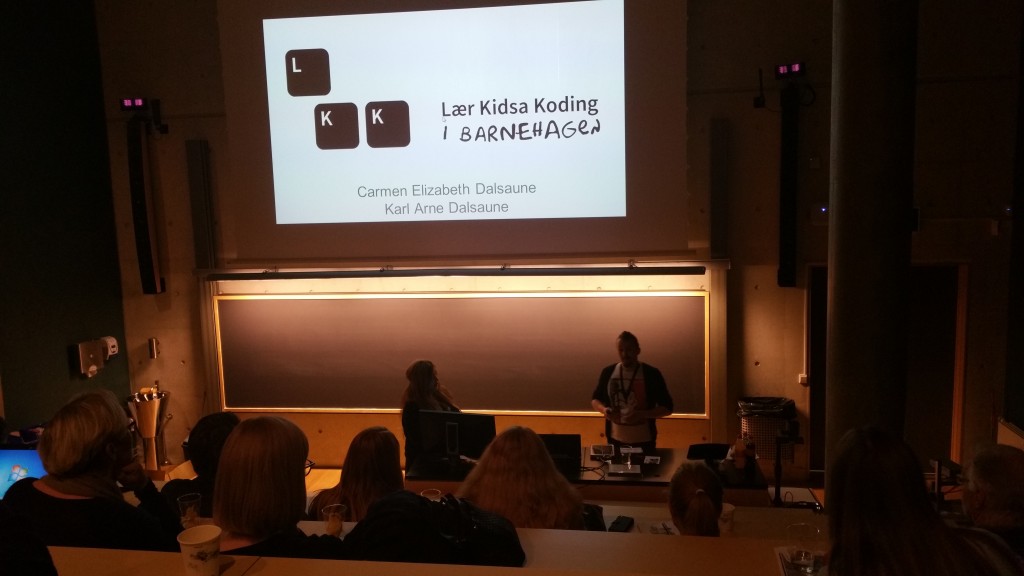 L
K K
Lær Kidsa Koding
i BARNEHAGEN
Carmen Elizabeth Dalsaune
Karl Arne Dalsaune